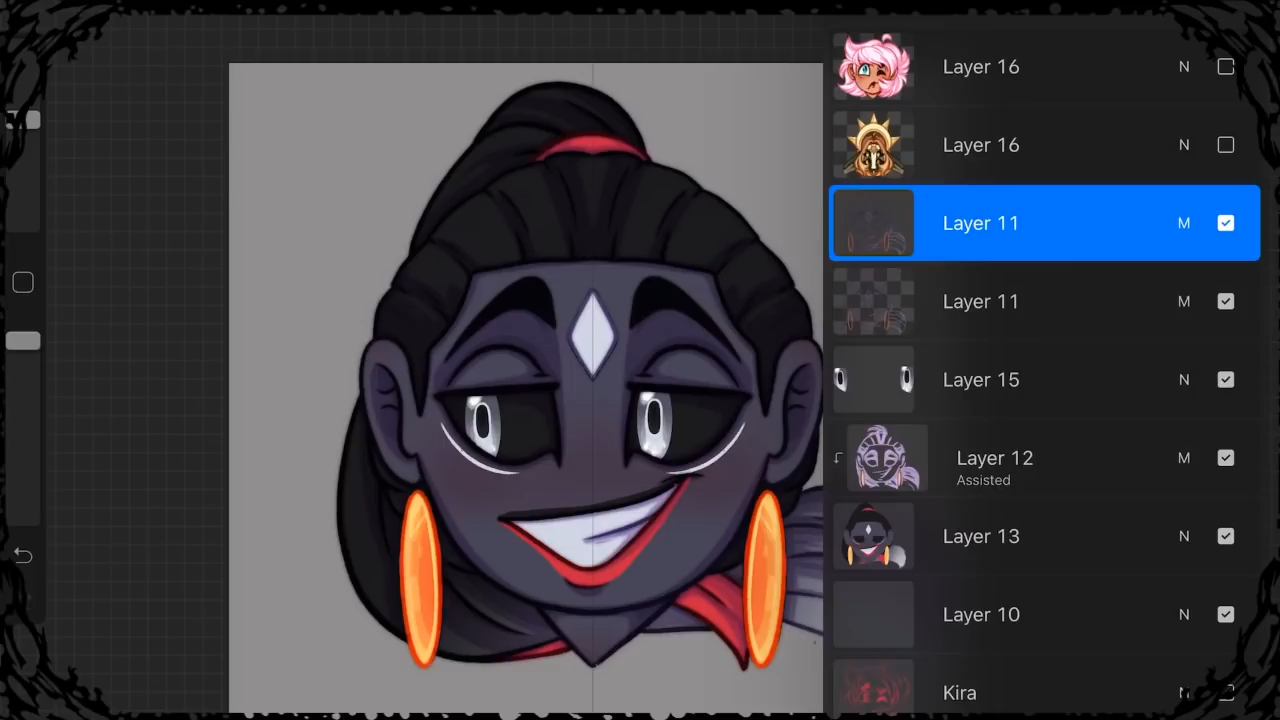 Layer 16 N
Layer 16 N
Layer 11 M
Layer 11 M
Layer 15 N
Layer 12 M
Assisted
Layer 13 N
Layer 10 N
Kira